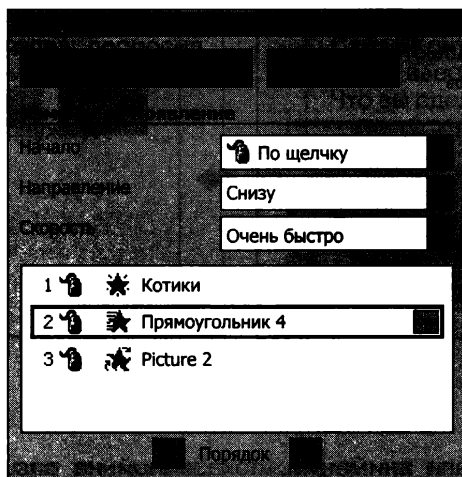 Начало
По щелчку
Направление
Снизу
Скорость
Очень быстро
1 Котики
2 Прямоугольник 4
3 Picture 2
Порядок